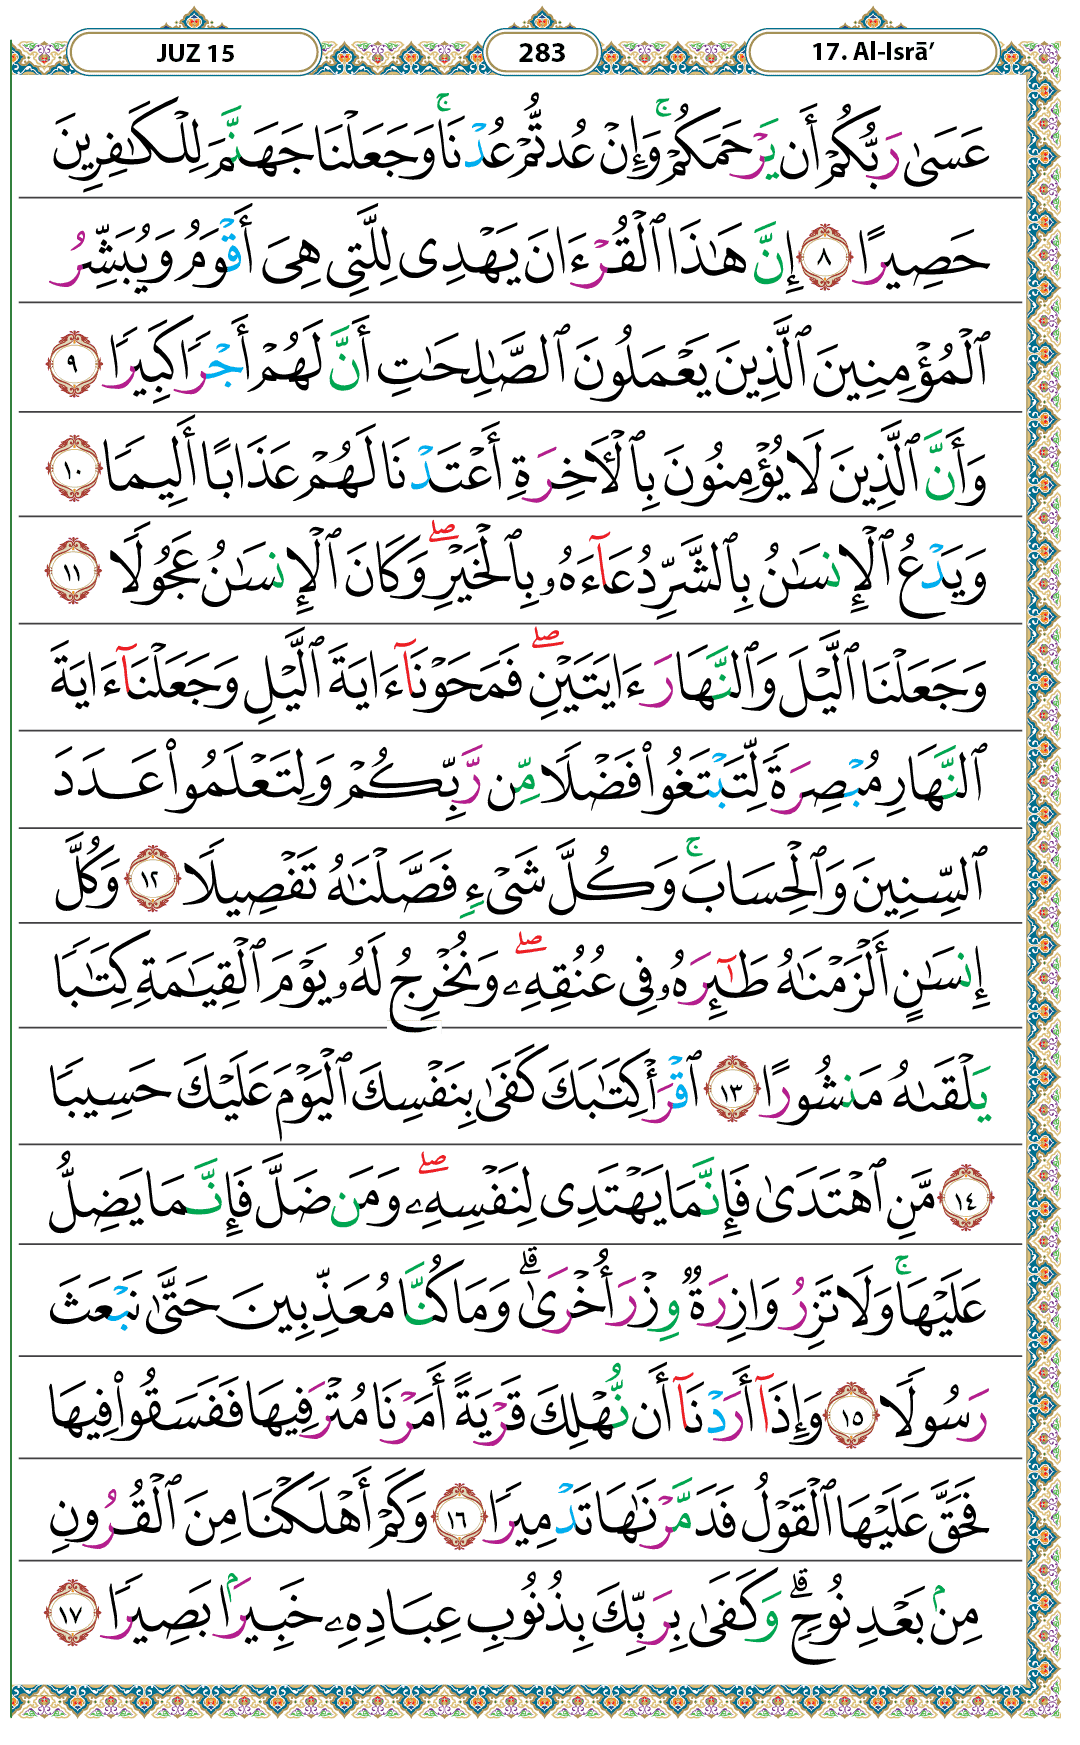 JUZ 15
283
17. Al-Isrā’
عَسَىٰ رَبُّكُمْ أَن يَرْحَمَكُمْ ۚ وَإِنْ عُدتُّمْ عُدْنَا ۚ وَجَعَلْنَا جَهَنَّمَ لِلْكَـٰفِرِينَ
حَصِيرًا ٨ إِنَّ هَـٰذَا ٱلْقُرْءَانَ يَهْدِى لِلَّتِى هِىَ أَقْوَمُ وَيُبَشِّرُ
ٱلْمُؤْمِنِينَ ٱلَّذِينَ يَعْمَلُونَ ٱلصَّـٰلِحَـٰتِ أَنَّ لَهُمْ أَجْرًا كَبِيرًا ٩
وَأَنَّ ٱلَّذِينَ لَا يُؤْمِنُونَ بِٱلْـَٔاخِرَةِ أَعْتَدْنَا لَهُمْ عَذَابًا أَلِيمًا ١٠
وَيَدْعُ ٱلْإِنسَـٰنُ بِٱلشَّرِّ دُعَآءَهُۥ بِٱلْخَيْرِ ۖ وَكَانَ ٱلْإِنسَـٰنُ عَجُولًا ١١
وَجَعَلْنَا ٱلَّيْلَ وَٱلنَّهَارَ ءَايَتَيْنِ ۖ فَمَحَوْنَآ ءَايَةَ ٱلَّيْلِ وَجَعَلْنَآ ءَايَةَ
ٱلنَّهَارِ مُبْصِرَةً لِّتَبْتَغُوا۟ فَضْلًا مِّن رَّبِّكُمْ وَلِتَعْلَمُوا۟ عَدَدَ
ٱلسِّنِينَ وَٱلْحِسَابَ ۚ وَكُلَّ شَىْءٍ فَصَّلْنَـٰهُ تَفْصِيلًا ١٢ وَكُلَّ
إِنسَـٰنٍ أَلْزَمْنَـٰهُ طَـٰٓئِرَهُۥ فِى عُنُقِهِۦ ۖ وَنُخْرِجُ لَهُۥ يَوْمَ ٱلْقِيَـٰمَةِ كِتَـٰبًا
يَلْقَىٰهُ مَنشُورًا ١٣ ٱقْرَأْ كِتَـٰبَكَ كَفَىٰ بِنَفْسِكَ ٱلْيَوْمَ عَلَيْكَ حَسِيبًا
١٤ مَّنِ ٱهْتَدَىٰ فَإِنَّمَا يَهْتَدِى لِنَفْسِهِۦ ۖ وَمَن ضَلَّ فَإِنَّمَا يَضِلُّ
عَلَيْهَا ۚ وَلَا تَزِرُ وَازِرَةٌ وِزْرَ أُخْرَىٰ ۗ وَمَا كُنَّا مُعَذِّبِينَ حَتَّىٰ نَبْعَثَ
رَسُولًا ١٥ وَإِذَآ أَرَدْنَآ أَن نُّهْلِكَ قَرْيَةً أَمَرْنَا مُتْرَفِيهَا فَفَسَقُوا۟ فِيهَا
فَحَقَّ عَلَيْهَا ٱلْقَوْلُ فَدَمَّرْنَـٰهَا تَدْمِيرًا ١٦ وَكَمْ أَهْلَكْنَا مِنَ ٱلْقُرُونِ
مِنۢ بَعْدِ نُوحٍ ۗ وَكَفَىٰ بِرَبِّكَ بِذُنُوبِ عِبَادِهِۦ خَبِيرًۢا بَصِيرًا ١٧